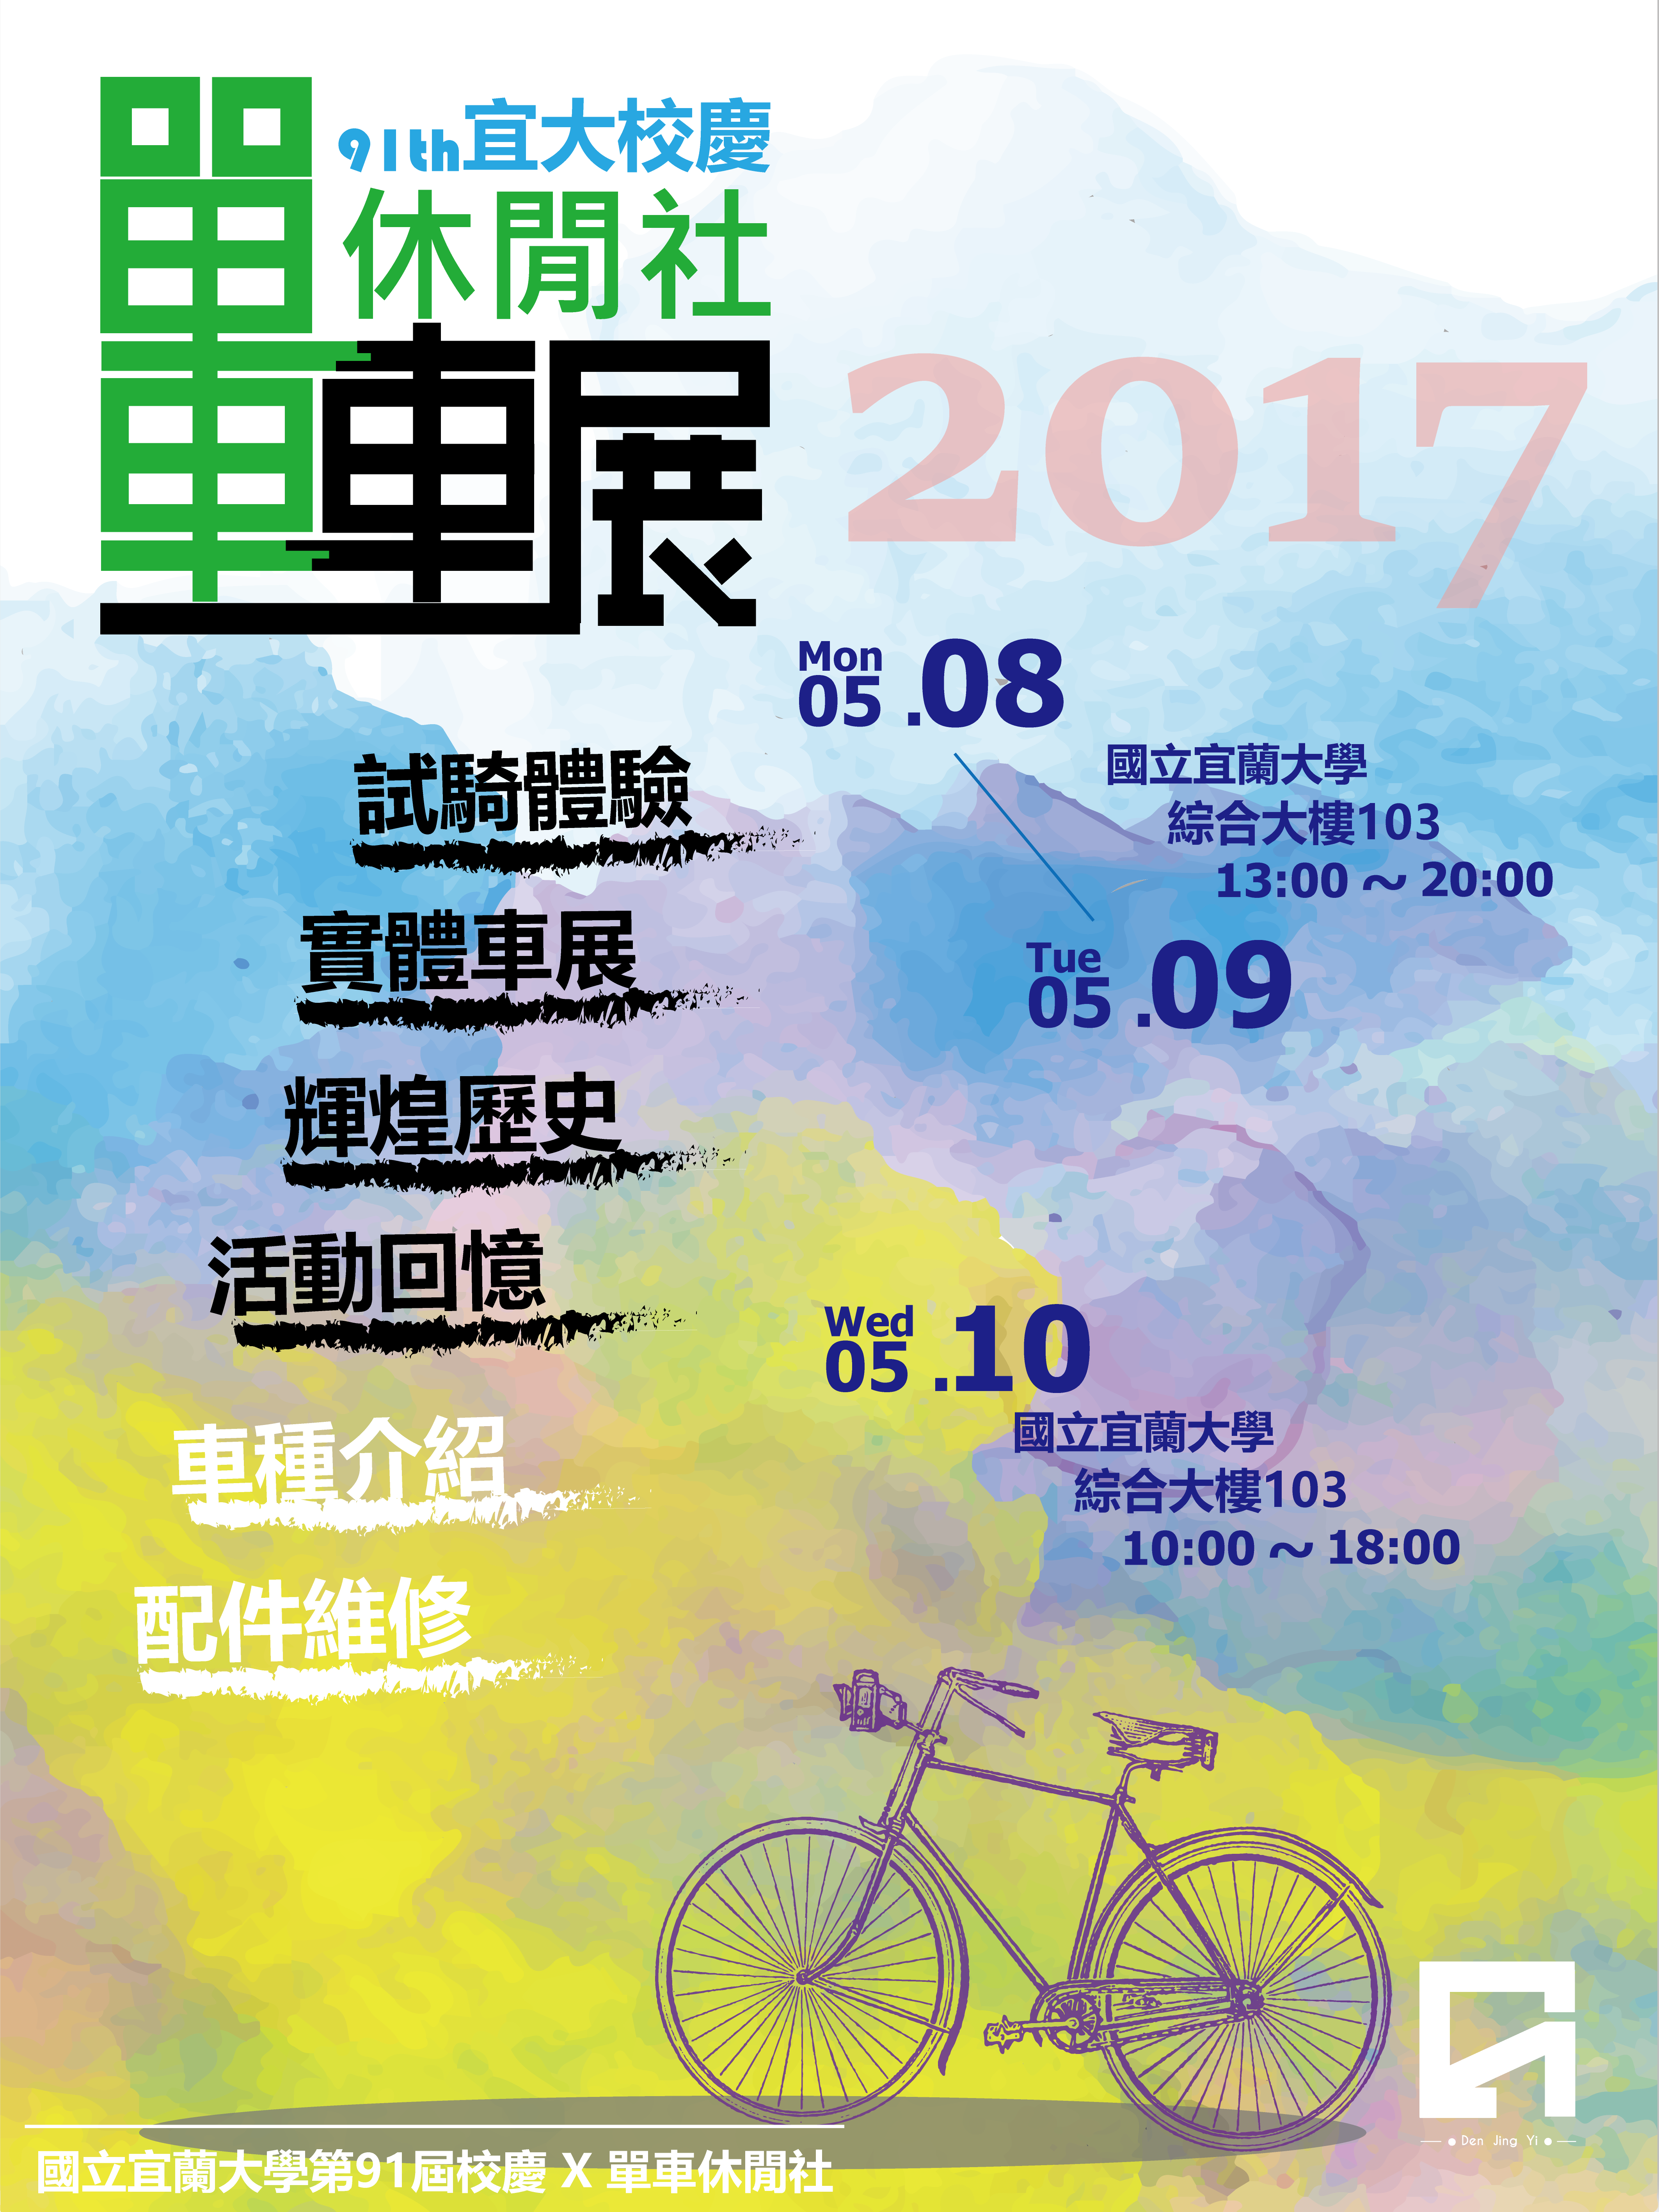 單車展
91th宜大校慶
休閒社
2017
Mon
05.08
國立宜蘭大學
綜合大樓103
13:00～20:00
Tue
05.09
Wed
05.10
國立宜蘭大學
綜合大樓103
10:00～18:00
試騎體驗
實體車展
輝煌歷史
活動回憶
車種介紹
配件維修
Den Jing Yi
國立宜蘭大學第91屆校慶 X 單車休閒社